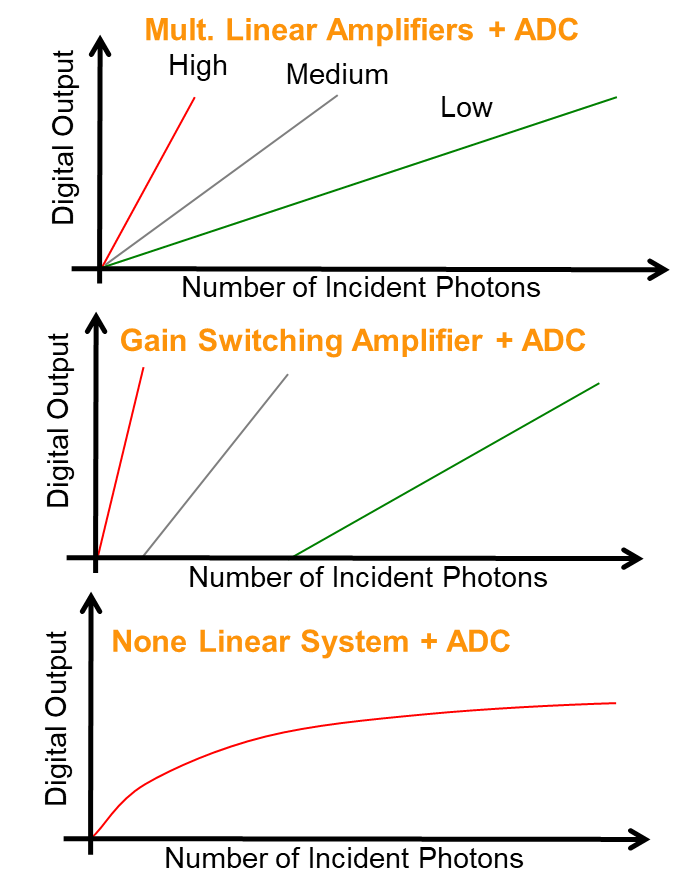 Mult. Linear Amplifiers + ADC
High
Medium
Low
Digital Output
Number of Incident Photons
Gain Switching Amplifier + ADC
Digital Output
Number of Incident Photons
None Linear System + ADC
Digital Output
Number of Incident Photons